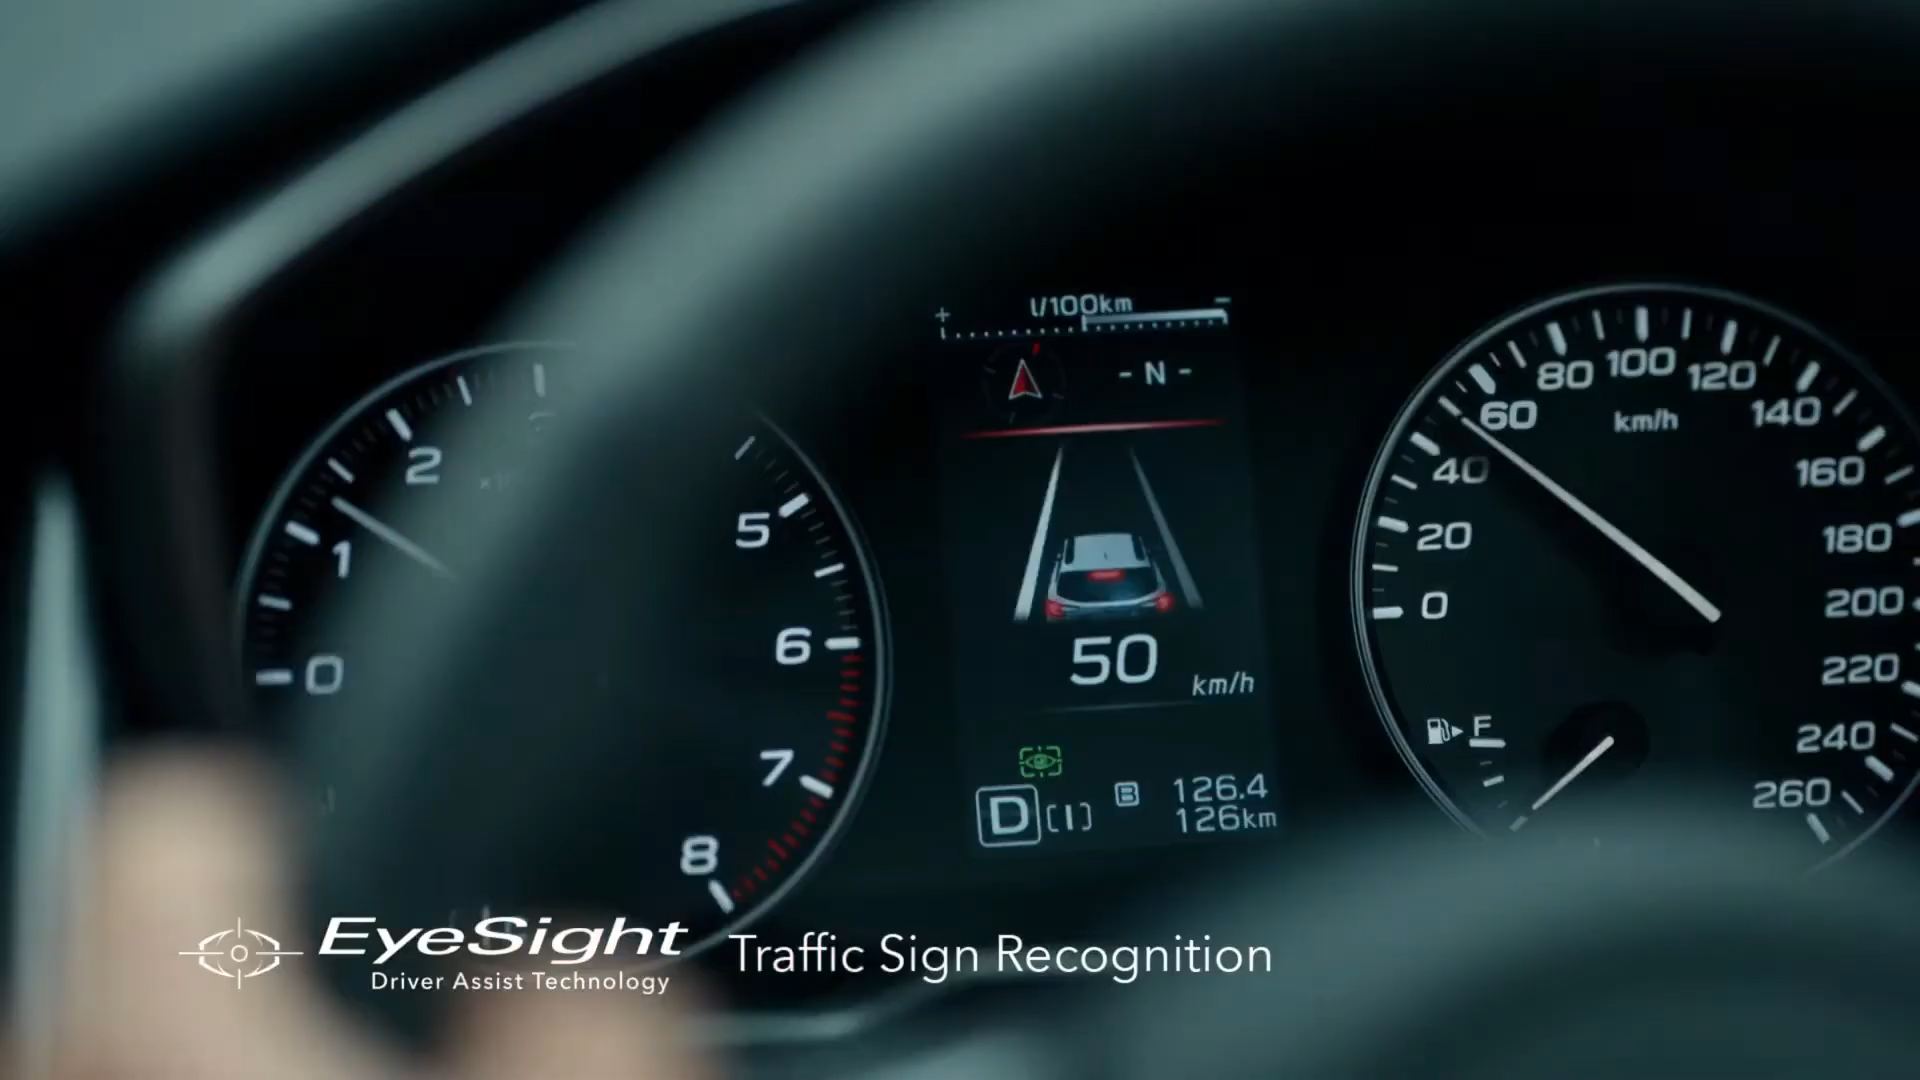 l/100km
+
-
- N -
0
1
2
5
6
7
8
0
20
40
60
80
100
120
140
160
180
200
220
240
260
km/h
50
km/h
F
D
[I]
B
126.4
126km
EyeSight
Driver Assist Technology
Traffic Sign Recognition